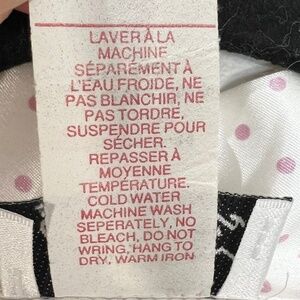 LAVER À LA
MACHINE
SÉPARÉMENT À
L'EAU FROIDE, NE
PAS BLANCHIR, NE
PAS TORDRE,
SUSPENDRE POUR
SÉCHER.
REPASSER À
MOYENNE
TEMPÉRATURE.
COLD WATER
MACHINE WASH
SEPERATELY, NO
BLEACH, DO NOT
WRING, HANG TO
DRY, WARM IRON